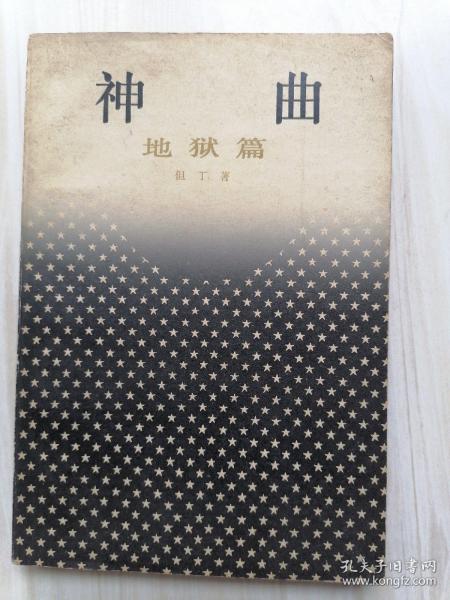 神 曲
地狱篇
但丁著
孔夫子旧书网
www.kongfz.com